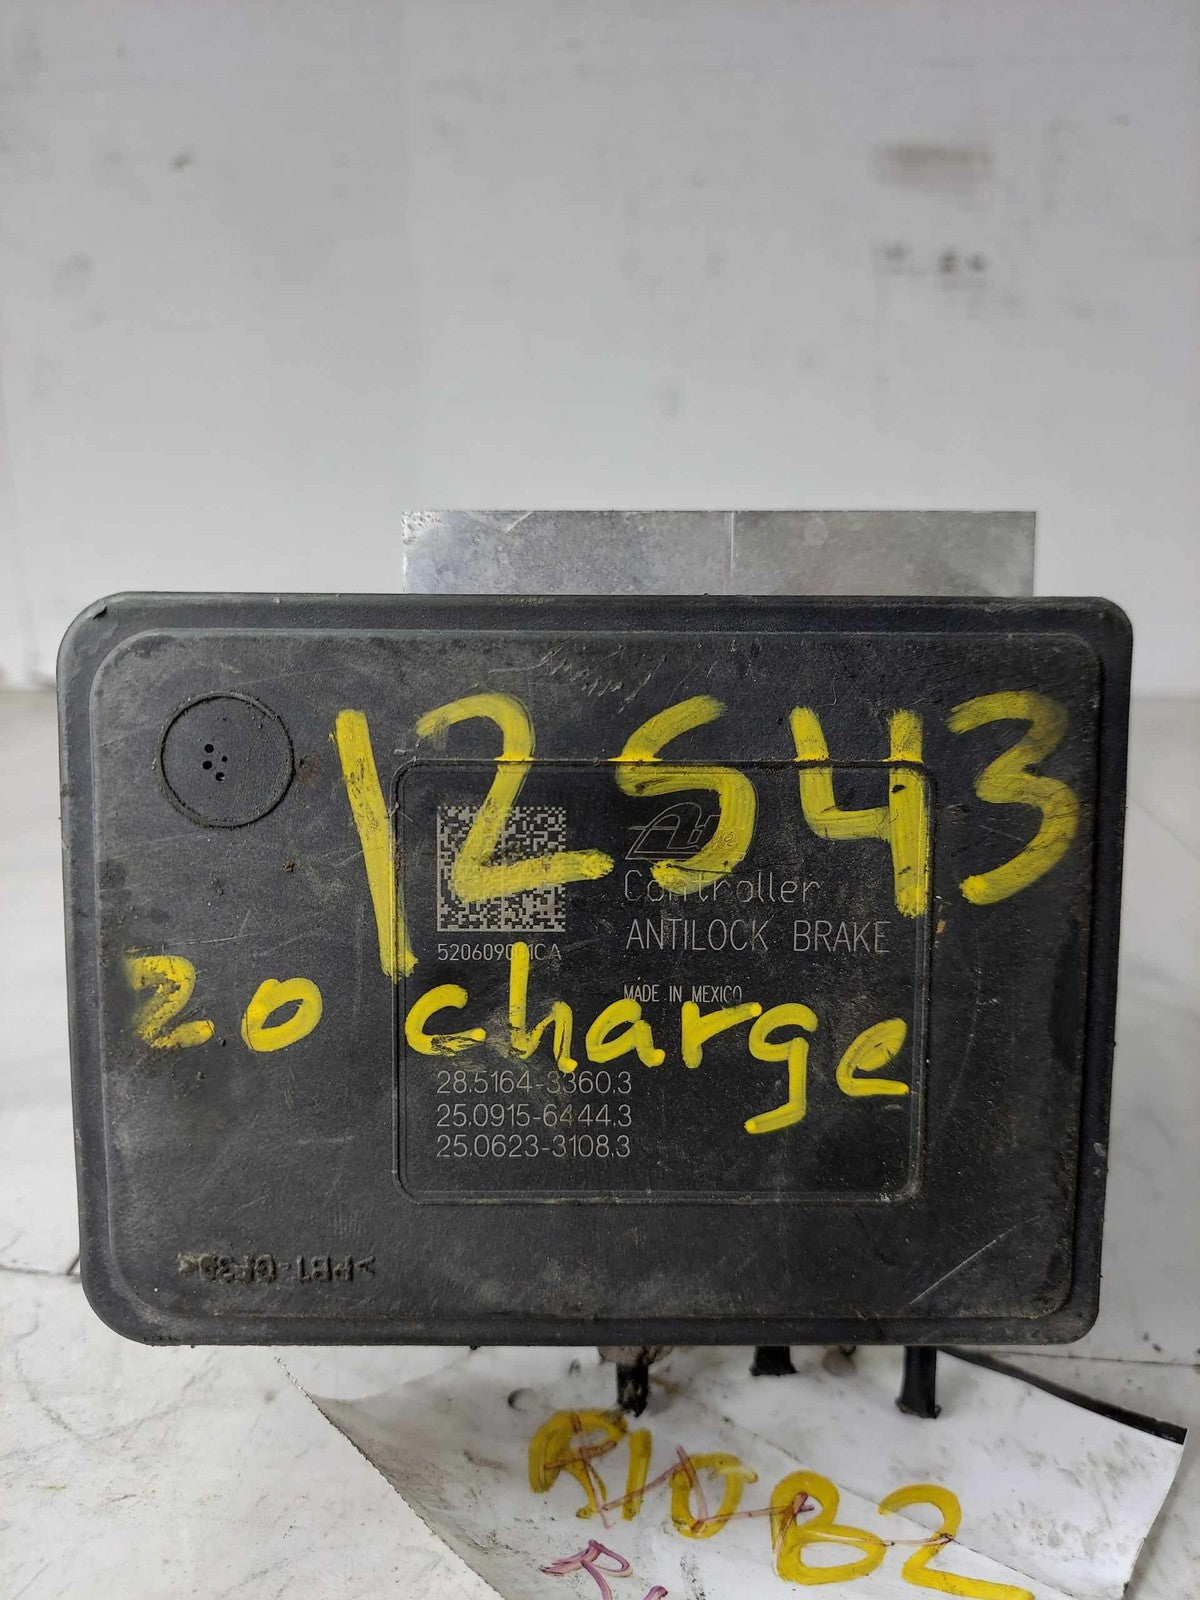 12543
Controller
ANTILOCK BRAKE
MADE IN MEXICO
20 charge
28.5164-3360.3
25.0915-6444.3
25.0623-3108.3
R10B2